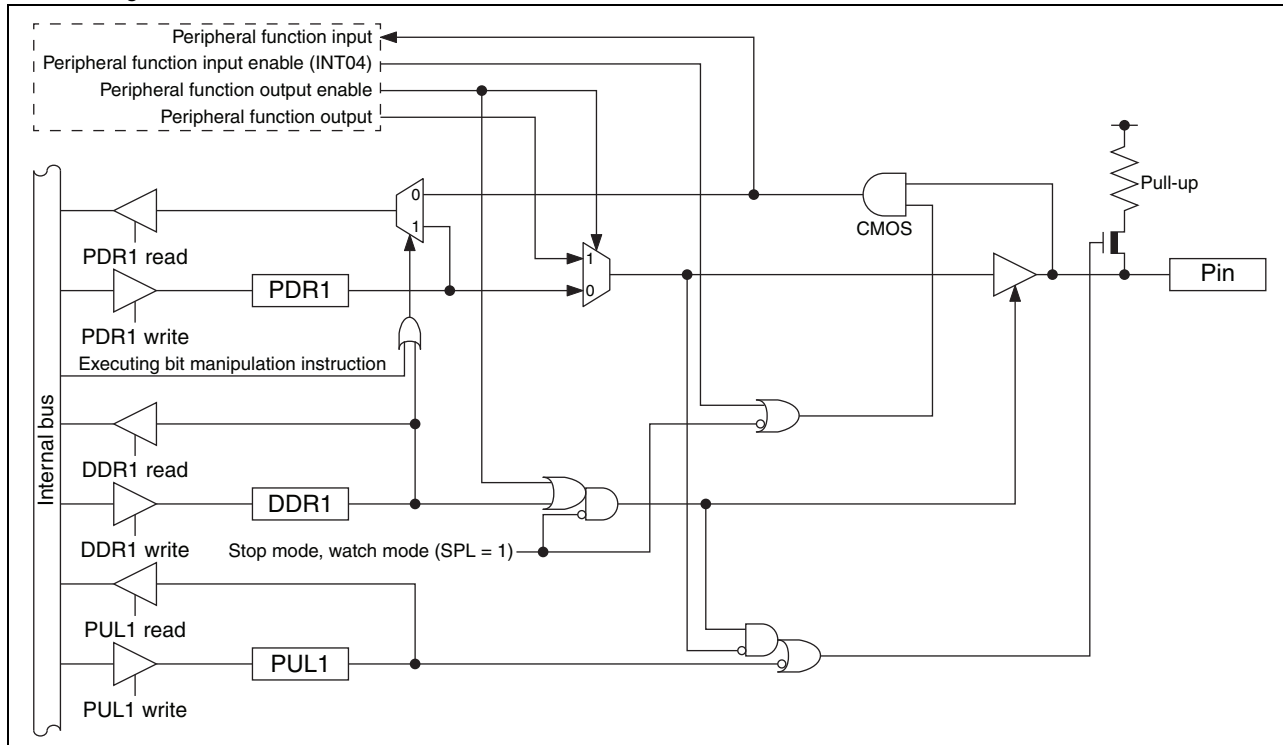 Peripheral function input
Peripheral function input enable (INT04)
Peripheral function output enable
Peripheral function output
Pull-up
0
1
CMOS
PDR1 read
1
0
Pin
PDR1
PDR1 write
Executing bit manipulation instruction
Internal bus
DDR1 read
DDR1
DDR1 write
Stop mode, watch mode (SPL = 1)
PUL1 read
PUL1
PUL1 write